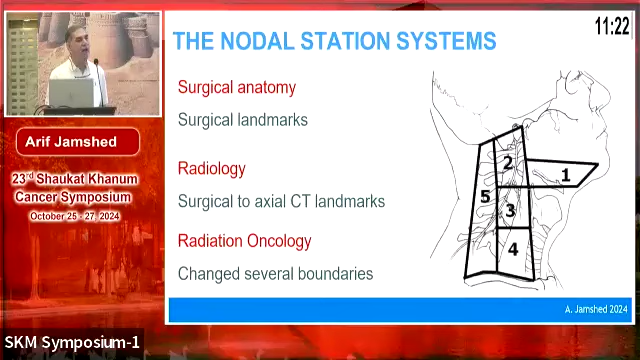 11:22
THE NODAL STATION SYSTEMS
Surgical anatomy
Surgical landmarks
Radiology
Surgical to axial CT landmarks
Radiation Oncology
Changed several boundaries
2
1
5
3
4
A. Jamshed 2024
Arif Jamshed
23rd Shaukat Khanum
Cancer Symposium
October 25 - 27, 2024
SKM Symposium-1